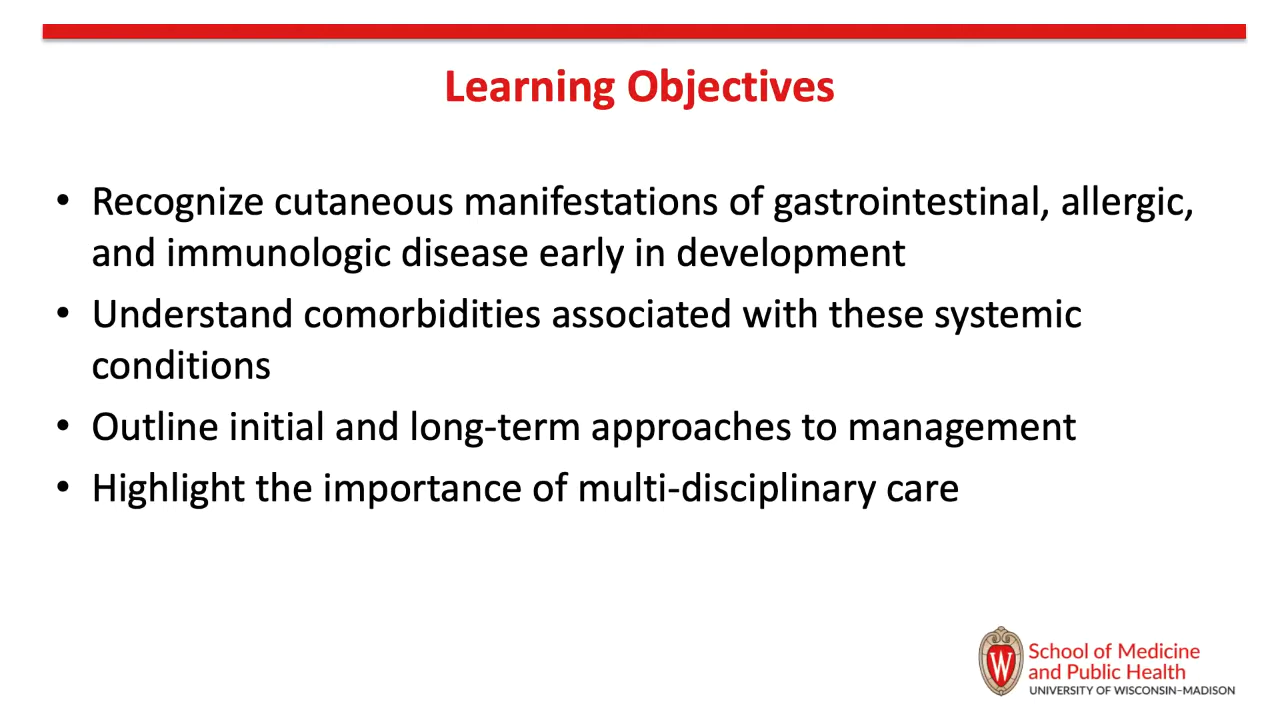 Learning Objectives
• Recognize cutaneous manifestations of gastrointestinal, allergic,
and immunologic disease early in development
• Understand comorbidities associated with these systemic
conditions
• Outline initial and long-term approaches to management
• Highlight the importance of multi-disciplinary care
W
School of Medicine
and Public Health
UNIVERSITY OF WISCONSIN–MADISON